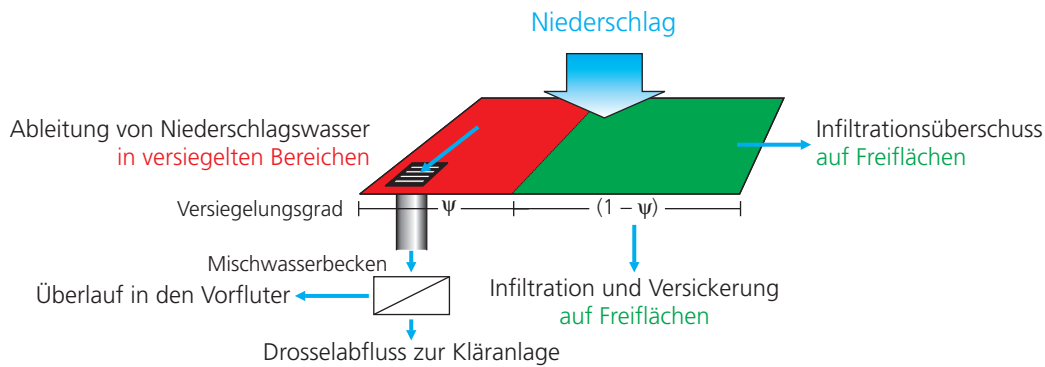 Niederschlag
Ableitung von Niederschlagswasser
in versiegelten Bereichen
Infiltrationsüberschuss
auf Freiflächen
Versiegelungsgrad
ψ
(1 – ψ)
Mischwasserbecken
Überlauf in den Vorfluter
Infiltration und Versickerung
auf Freiflächen
Drosselabfluss zur Kläranlage